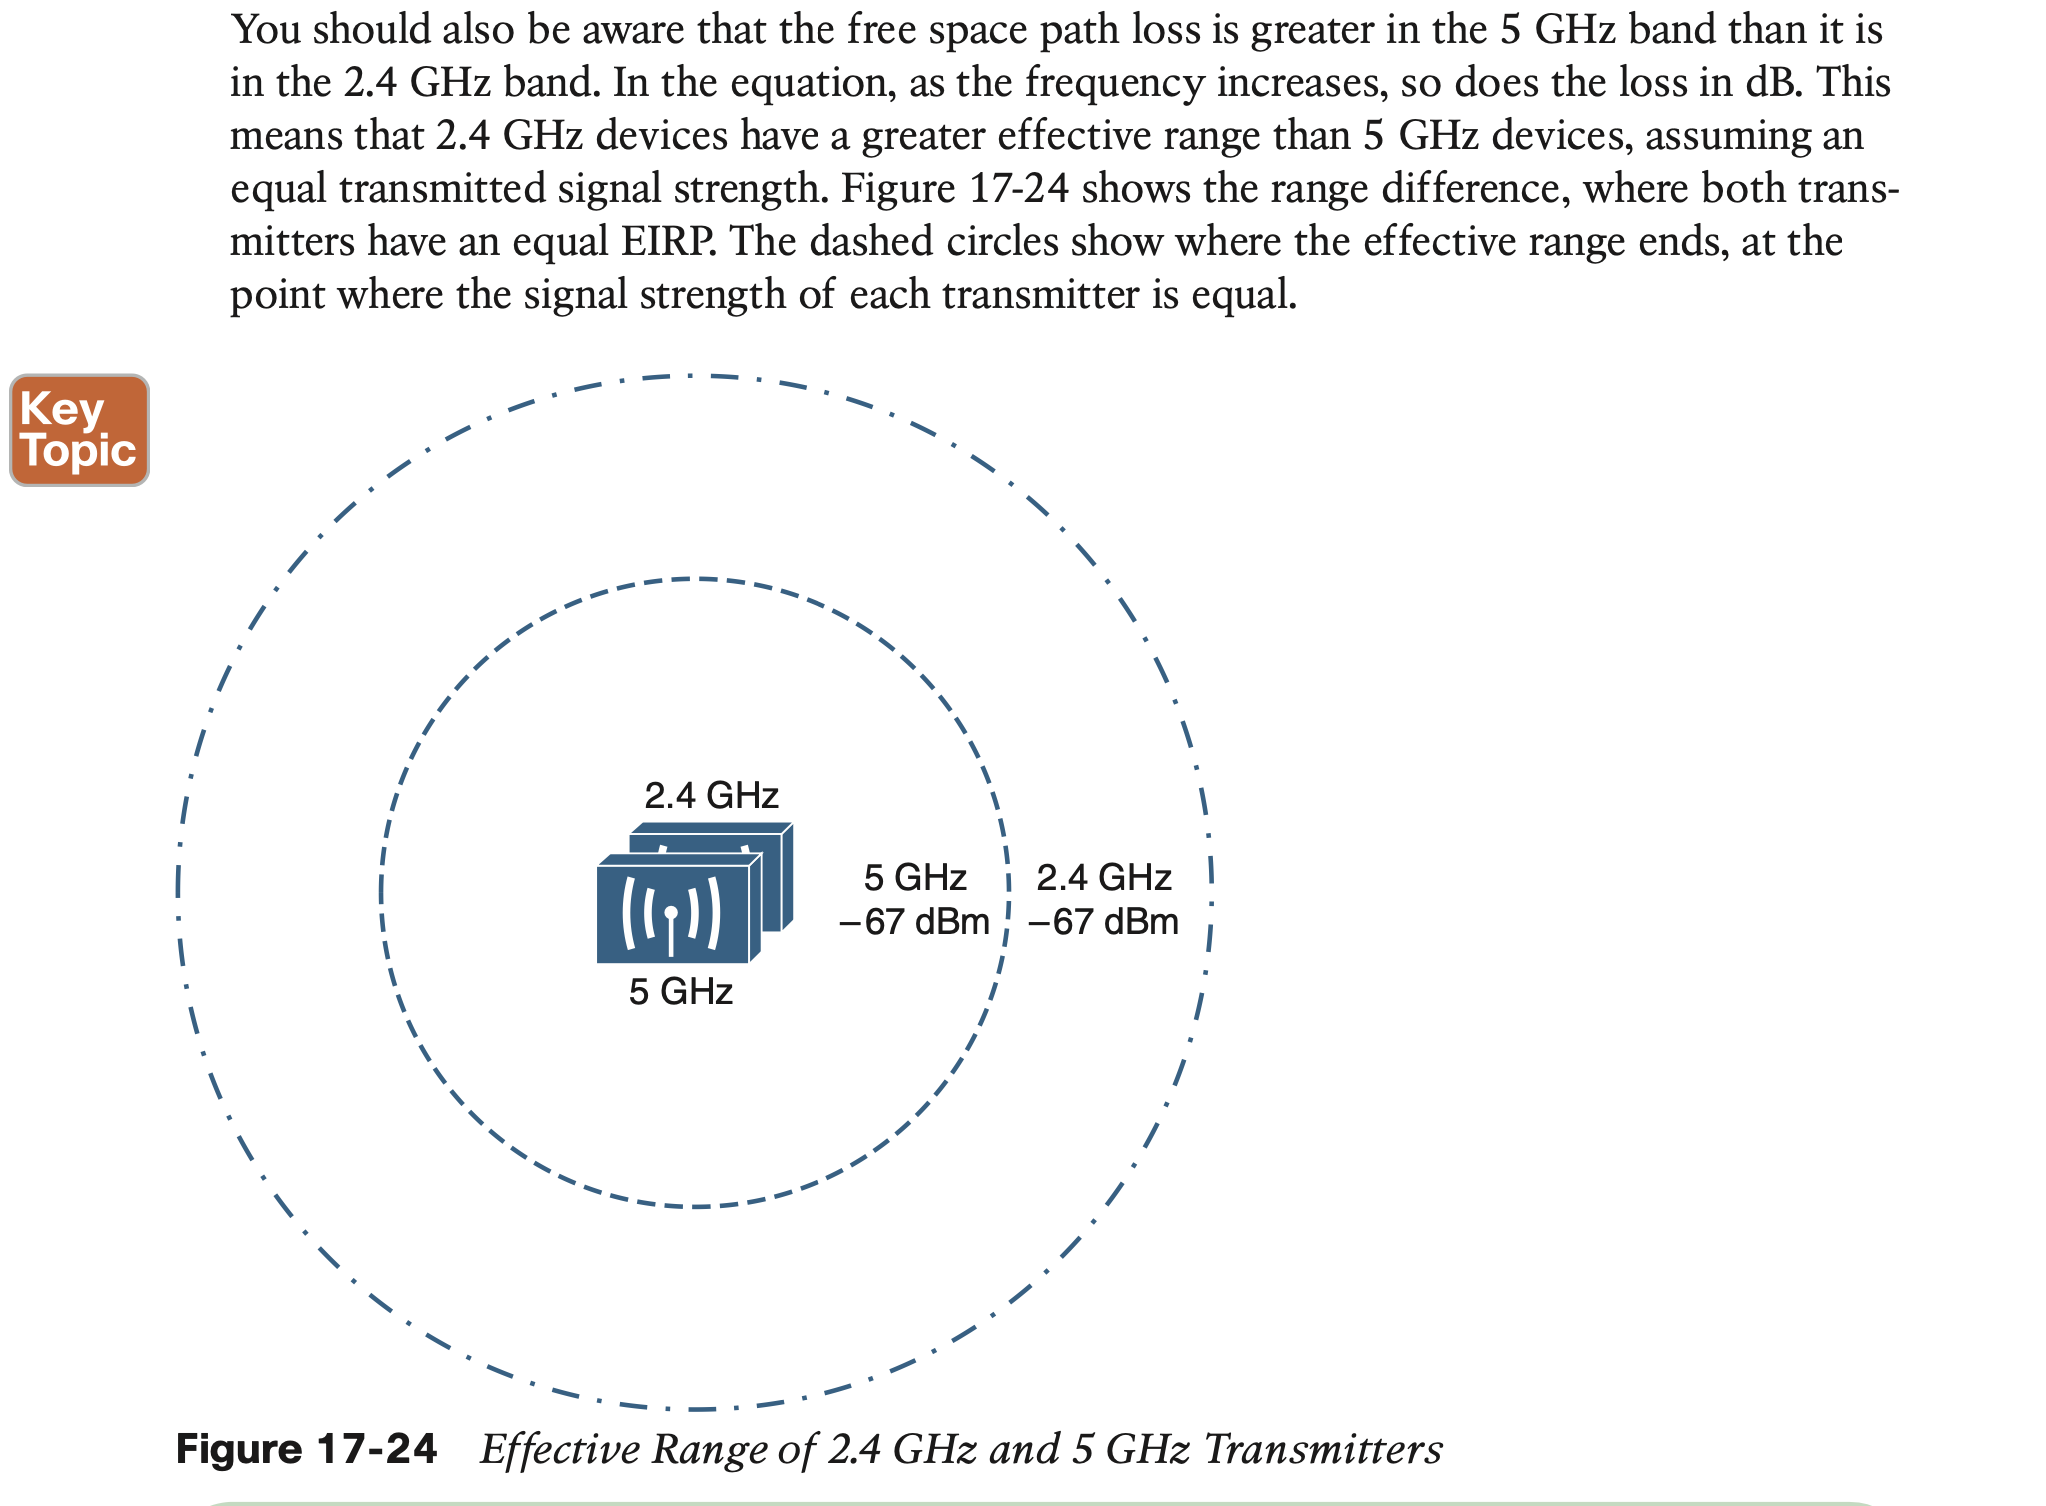 You should also be aware that the free space path loss is greater in the 5 GHz band than it is
in the 2.4 GHz band. In the equation, as the frequency increases, so does the loss in dB. This
means that 2.4 GHz devices have a greater effective range than 5 GHz devices, assuming an
equal transmitted signal strength. Figure 17-24 shows the range difference, where both trans-
mitters have an equal EIRP. The dashed circles show where the effective range ends, at the
point where the signal strength of each transmitter is equal.
Key
Topic
2.4 GHz
5 GHz
–67 dBm
2.4 GHz
–67 dBm
5 GHz
Figure 17-24 Effective Range of 2.4 GHz and 5 GHz Transmitters